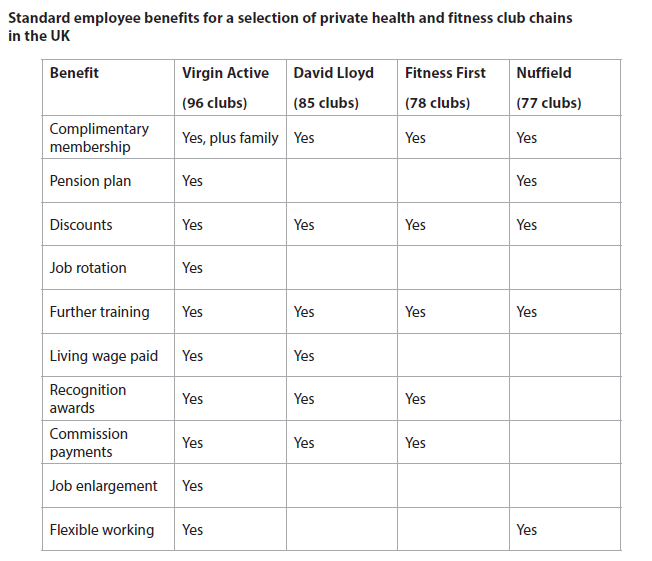 Standard employee benefits for a selection of private health and fitness club chains
in the UK
Benefit Virgin Active David Lloyd Fitness First Nuffield
(96 clubs) (85 clubs) (78 clubs) (77 clubs)
Complimentary
membership Yes, plus family Yes Yes Yes
Pension plan Yes Yes
Discounts Yes Yes Yes Yes
Job rotation Yes
Further training Yes Yes Yes Yes
Living wage paid Yes Yes
Recognition
awards Yes Yes Yes
Commission
payments Yes Yes Yes
Job enlargement Yes
Flexible working Yes Yes